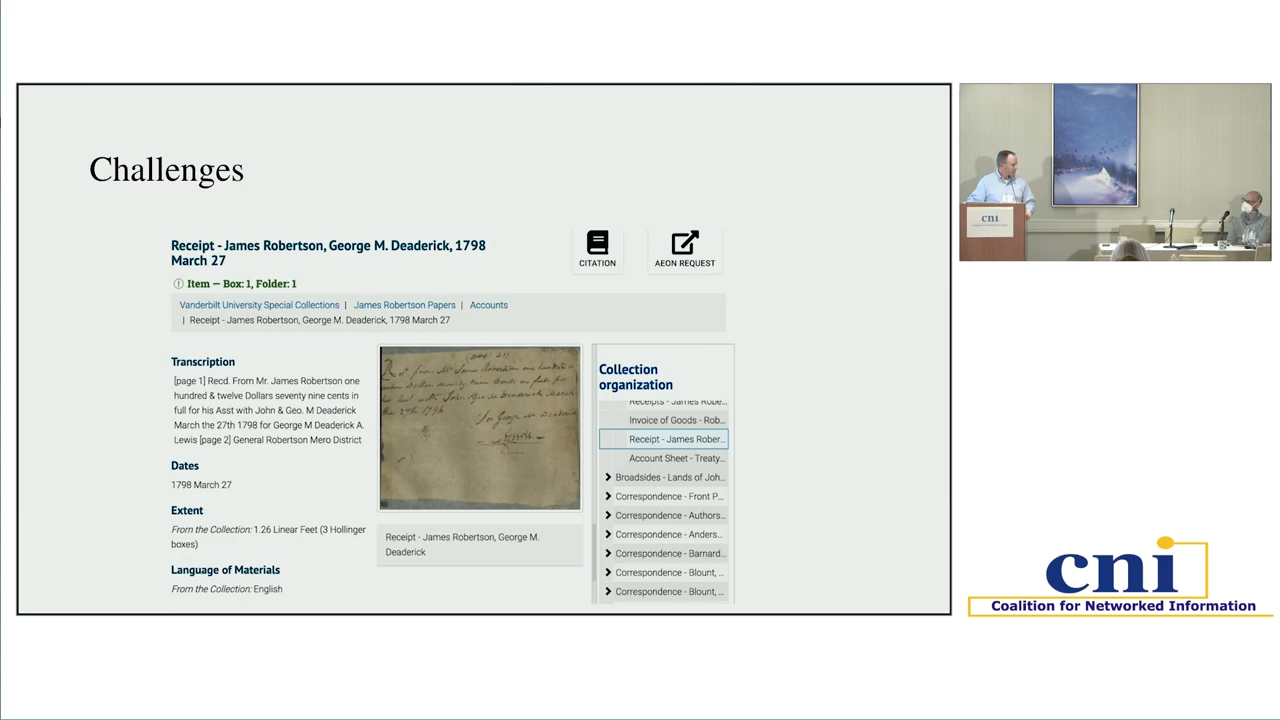 Challenges
Receipt - James Robertson, George M. Deaderick, 1798
March 27
CITATION
AEON REQUEST
Item — Box: 1, Folder: 1
Vanderbilt University Special Collections | James Robertson Papers | Accounts
| Receipt - James Robertson, George M. Deaderick, 1798 March 27
Transcription
[page 1] Recd. From Mr. James Robertson one
hundred & twelve Dollars seventy nine cents in
full for his Asst with John & Geo. M Deaderick
March the 27th 1798 for George M Deaderick A.
Lewis [page 2] General Robertson Mero District
Dates
1798 March 27
Extent
From the Collection: 1.26 Linear Feet (3 Hollinger
boxes)
Language of Materials
From the Collection: English
Receipt - James Robertson, George M.
Deaderick
Collection
organization
Receipts - James Robe...
Invoice of Goods - Rob...
Receipt - James Rober...
Account Sheet - Treaty...
Broadsides - Lands of Joh...
Correspondence - Front P...
Correspondence - Authors...
Correspondence - Anders...
Correspondence - Barnard...
Correspondence - Blount, ...
Correspondence - Blount, ...
cni
cni
Coalition for Networked Information